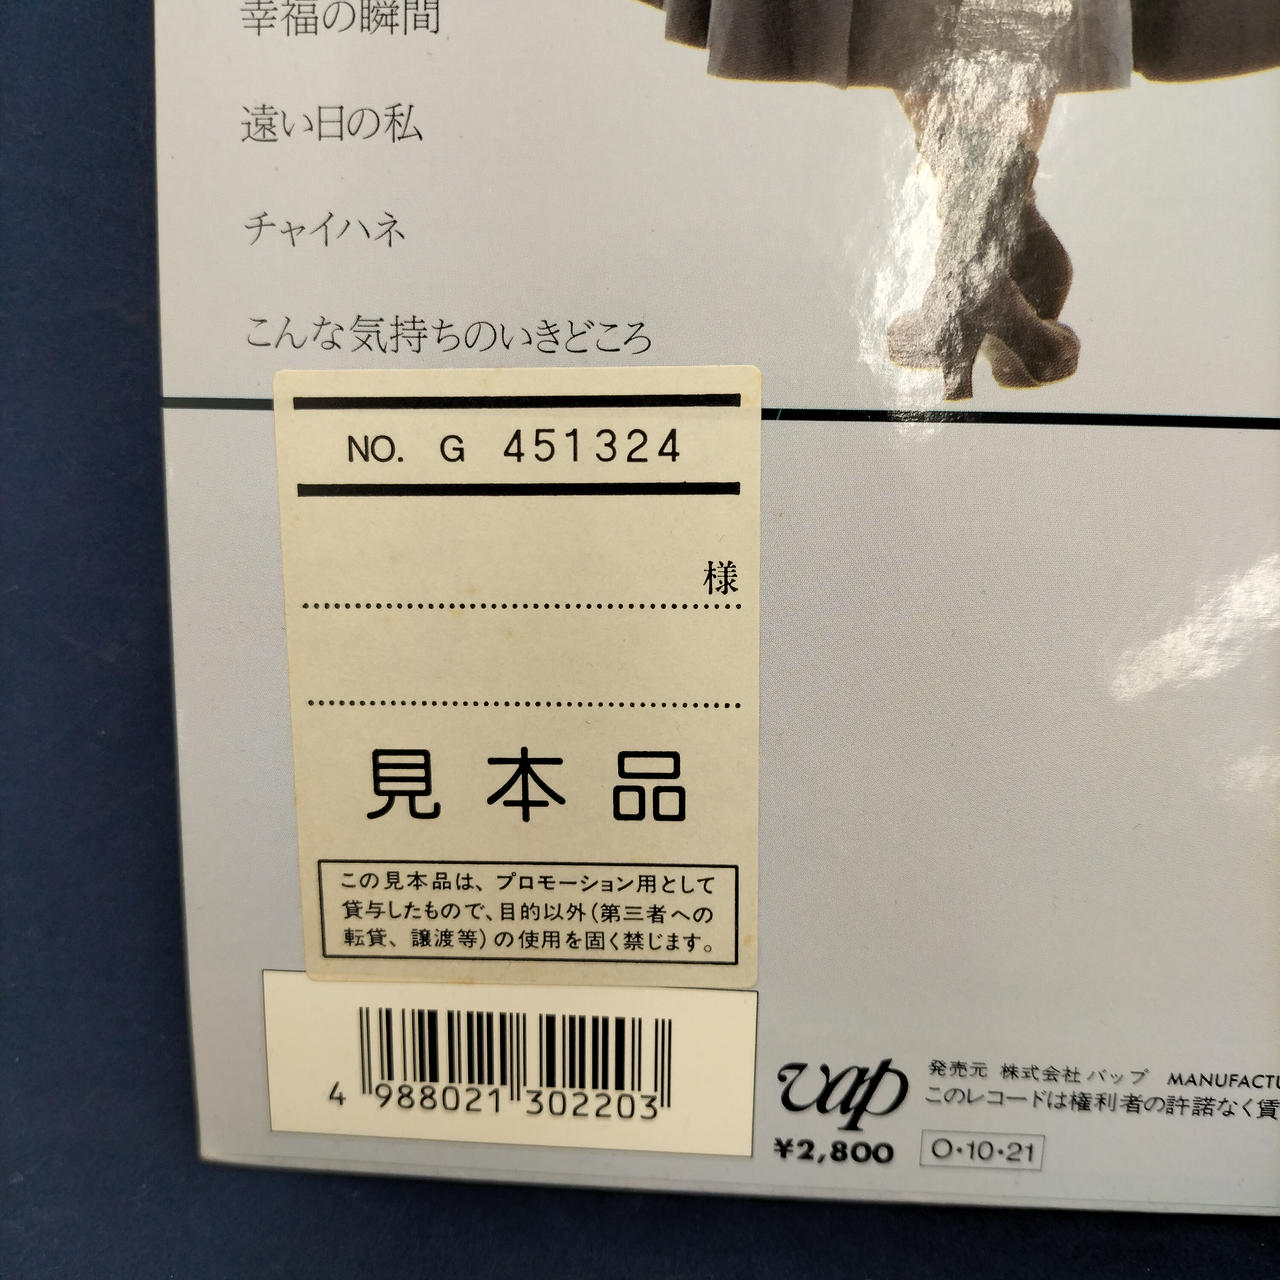 幸福の瞬間
遠い日の私
チャイハネ
こんな気持ちのいきどころ
NO. G 451324
様
見本品
この見本品は、プロモーション用として
貸与したもので、目的以外(第三者への
転貸、譲渡等)の使用を固く禁じます。
4 988021 302203
vap
発売元 株式会社 バップ MANUFACTU
このレコードは権利者の許諾なく賃
¥2,800 O・10・21